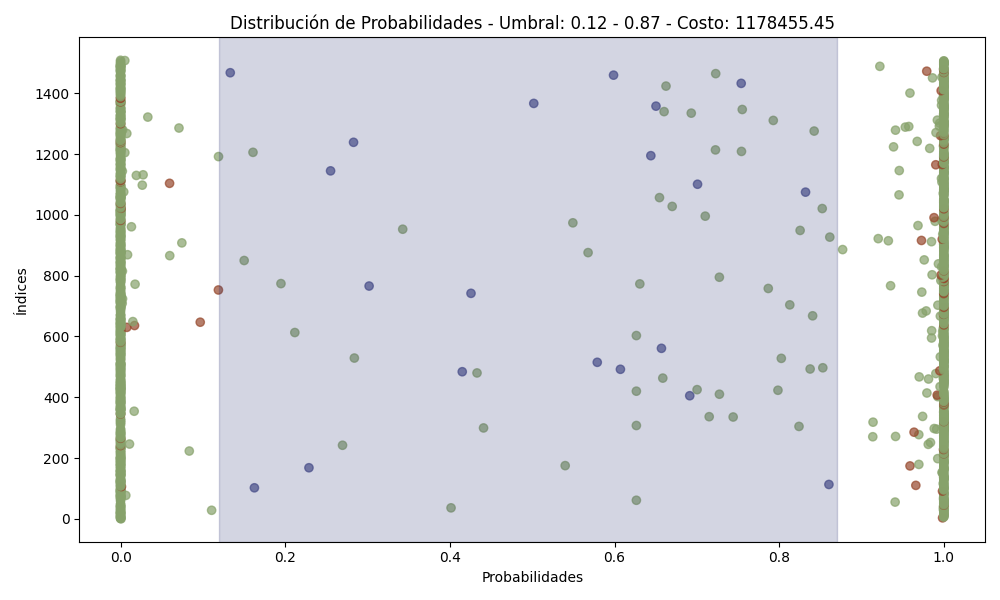 Distribución de Probabilidades - Umbral: 0.12 - 0.87 - Costo: 1178455.45
1400
1200
1000
800
600
400
200
0
Índices
0.0 0.2 0.4 0.6 0.8 1.0
Probabilidades